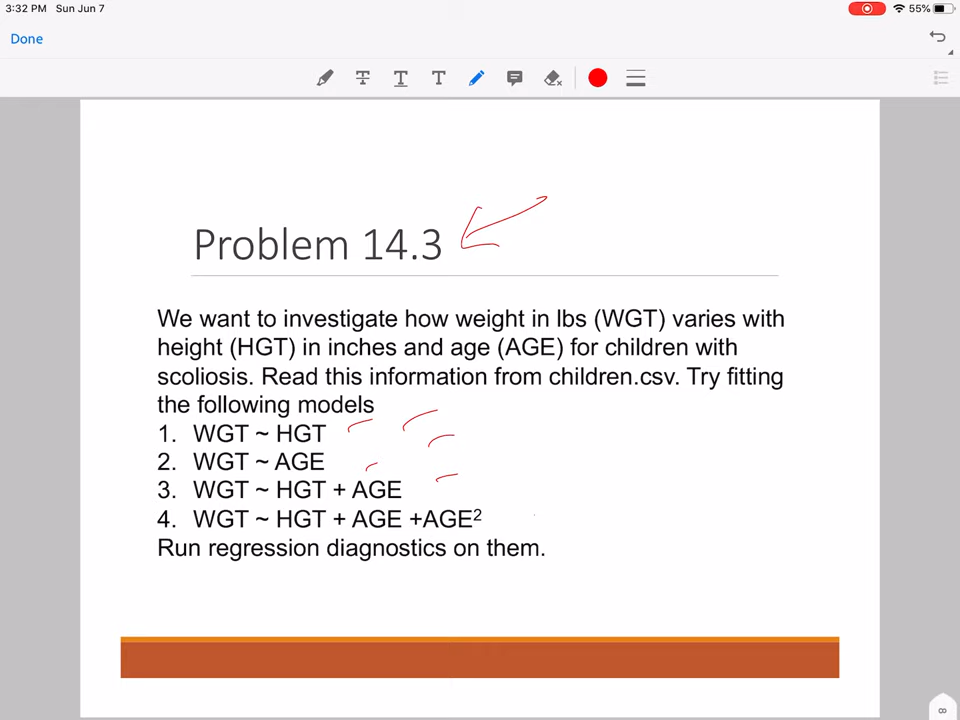 3:32 PM Sun Jun 7
55%
Done
Problem 14.3
We want to investigate how weight in lbs (WGT) varies with
height (HGT) in inches and age (AGE) for children with
scoliosis. Read this information from children.csv. Try fitting
the following models
1. WGT ~ HGT
2. WGT ~ AGE
3. WGT ~ HGT + AGE
4. WGT ~ HGT + AGE +AGE²
Run regression diagnostics on them.